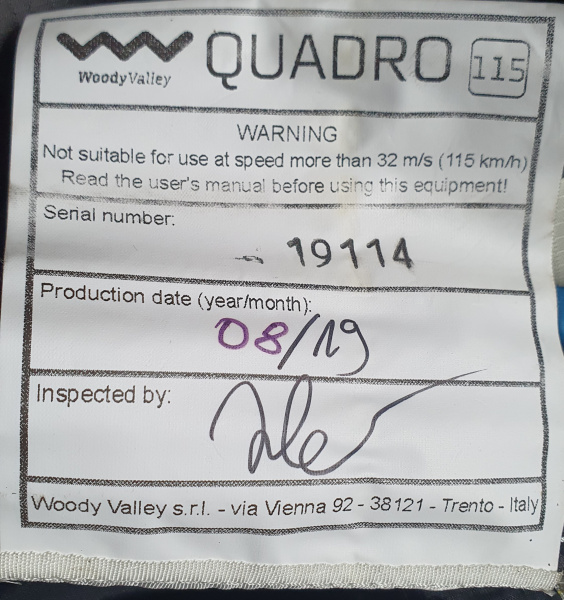 WoodyValley
QUADRO 115
WARNING
Not suitable for use at speed more than 32 m/s (115 km/h)
Read the user's manual before using this equipment!
Serial number:
19114
Production date (year/month):
08/19
Inspected by:
Woody Valley s.r.l. - via Vienna 92 - 38121 - Trento - Italy